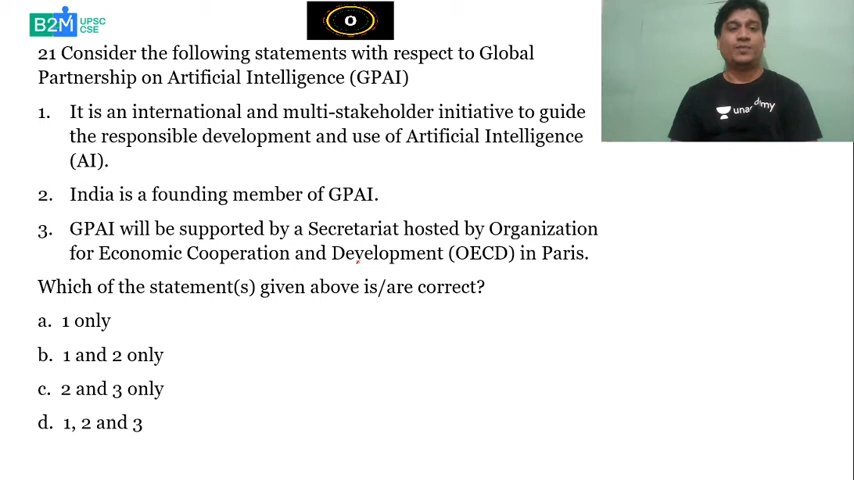 B2M UPSC
CSE
0
21 Consider the following statements with respect to Global
Partnership on Artificial Intelligence (GPAI)
1. It is an international and multi-stakeholder initiative to guide
the responsible development and use of Artificial Intelligence
(AI).
2. India is a founding member of GPAI.
3. GPAI will be supported by a Secretariat hosted by Organization
for Economic Cooperation and Development (OECD) in Paris.
Which of the statement(s) given above is/are correct?
a. 1 only
b. 1 and 2 only
c. 2 and 3 only
d. 1, 2 and 3
unacademy